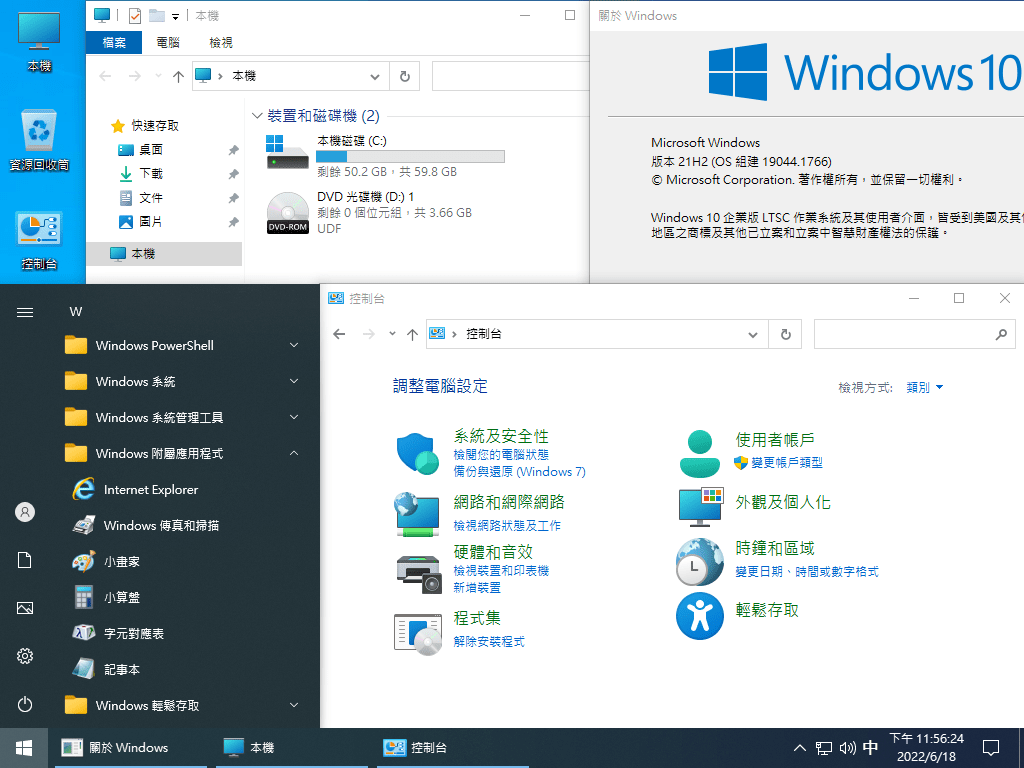 本機
資源回收筒
控制台
本機
檔案
電腦
檢視
本機
快速存取
桌面
下載
文件
圖片
本機
裝置和磁碟機 (2)
本機磁碟 (C:)
剩餘 50.2 GB，共 59.8 GB
DVD 光碟機 (D:) 1
剩餘 0 個位元組，共 3.66 GB
UDF
DVD-ROM
關於 Windows
Windows 10
Microsoft Windows
版本 21H2 (OS 組建 19044.1766)
© Microsoft Corporation. 著作權所有，並保留一切權利。
Windows 10 企業版 LTSC 作業系統及其使用者介面，皆受到美國及其他
地區之商標及其他已立案和立案中智慧財產權法的保護。
W
Windows PowerShell
Windows 系統
Windows 系統管理工具
Windows 附屬應用程式
Internet Explorer
Windows 傳真和掃描
小畫家
小算盤
字元對應表
記事本
Windows 輕鬆存取
控制台
控制台
調整電腦設定
檢視方式: 類別
系統及安全性
檢閱您的電腦狀態
備份與還原 (Windows 7)
網路和網際網路
檢視網路狀態及工作
硬體和音效
檢視裝置和印表機
新增裝置
程式集
解除安裝程式
使用者帳戶
變更帳戶類型
外觀及個人化
時鐘和區域
變更日期、時間或數字格式
輕鬆存取
關於 Windows
本機
控制台
中
下午 11:56:24
2022/6/18